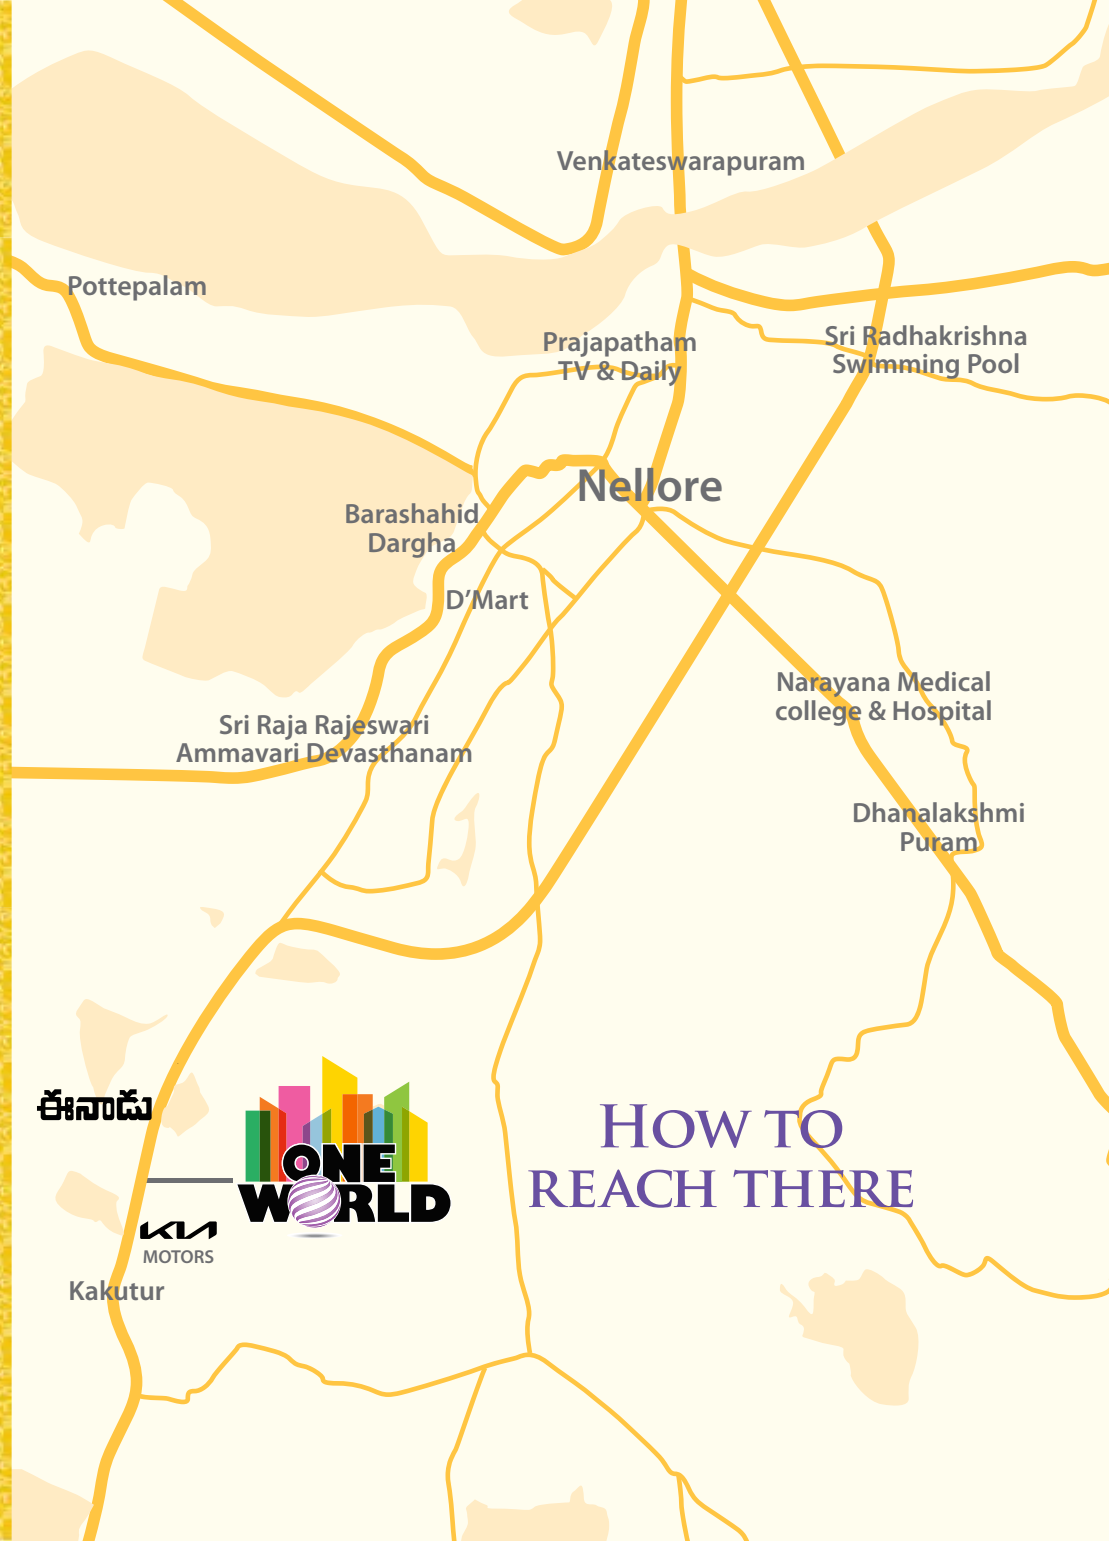 Venkateswarapuram
Pottepalam
Prajapatham
TV & Daily
Sri Radhakrishna
Swimming Pool
Nellore
Barashahid
Dargha
D’Mart
Narayana Medical
college & Hospital
Sri Raja Rajeswari
Ammavari Devasthanam
Dhanalakshmi
Puram
ఈనాడు
ONE
WORLD
HOW TO
REACH THERE
KIA
MOTORS
Kakutur